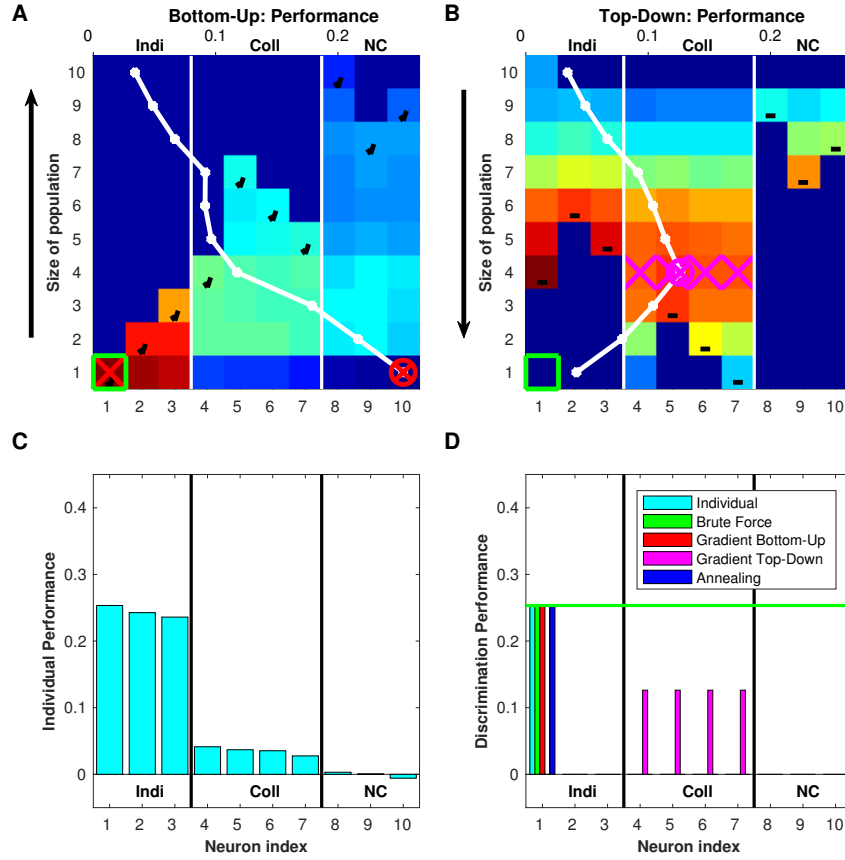 A
Bottom-Up: Performance
0 0.1 0.2
Indi Coll NC
Size of population
10
9
8
7
6
5
4
3
2
1
1 2 3 4 5 6 7 8 9 10
B
Top-Down: Performance
0 0.1 0.2
Indi Coll NC
Size of population
10
9
8
7
6
5
4
3
2
1
1 2 3 4 5 6 7 8 9 10
C
Individual Performance
0.4
0.3
0.2
0.1
0
Indi Coll NC
1 2 3 4 5 6 7 8 9 10
Neuron index
D
Discrimination Performance
0.4
0.3
0.2
0.1
0
Individual
Brute Force
Gradient Bottom-Up
Gradient Top-Down
Annealing
Indi Coll NC
1 2 3 4 5 6 7 8 9 10
Neuron index